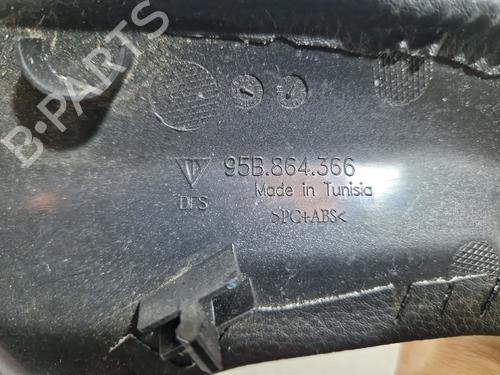 B-PARTS
95B.864.366
Made in Tunisia
DFS
>PC+ABS<